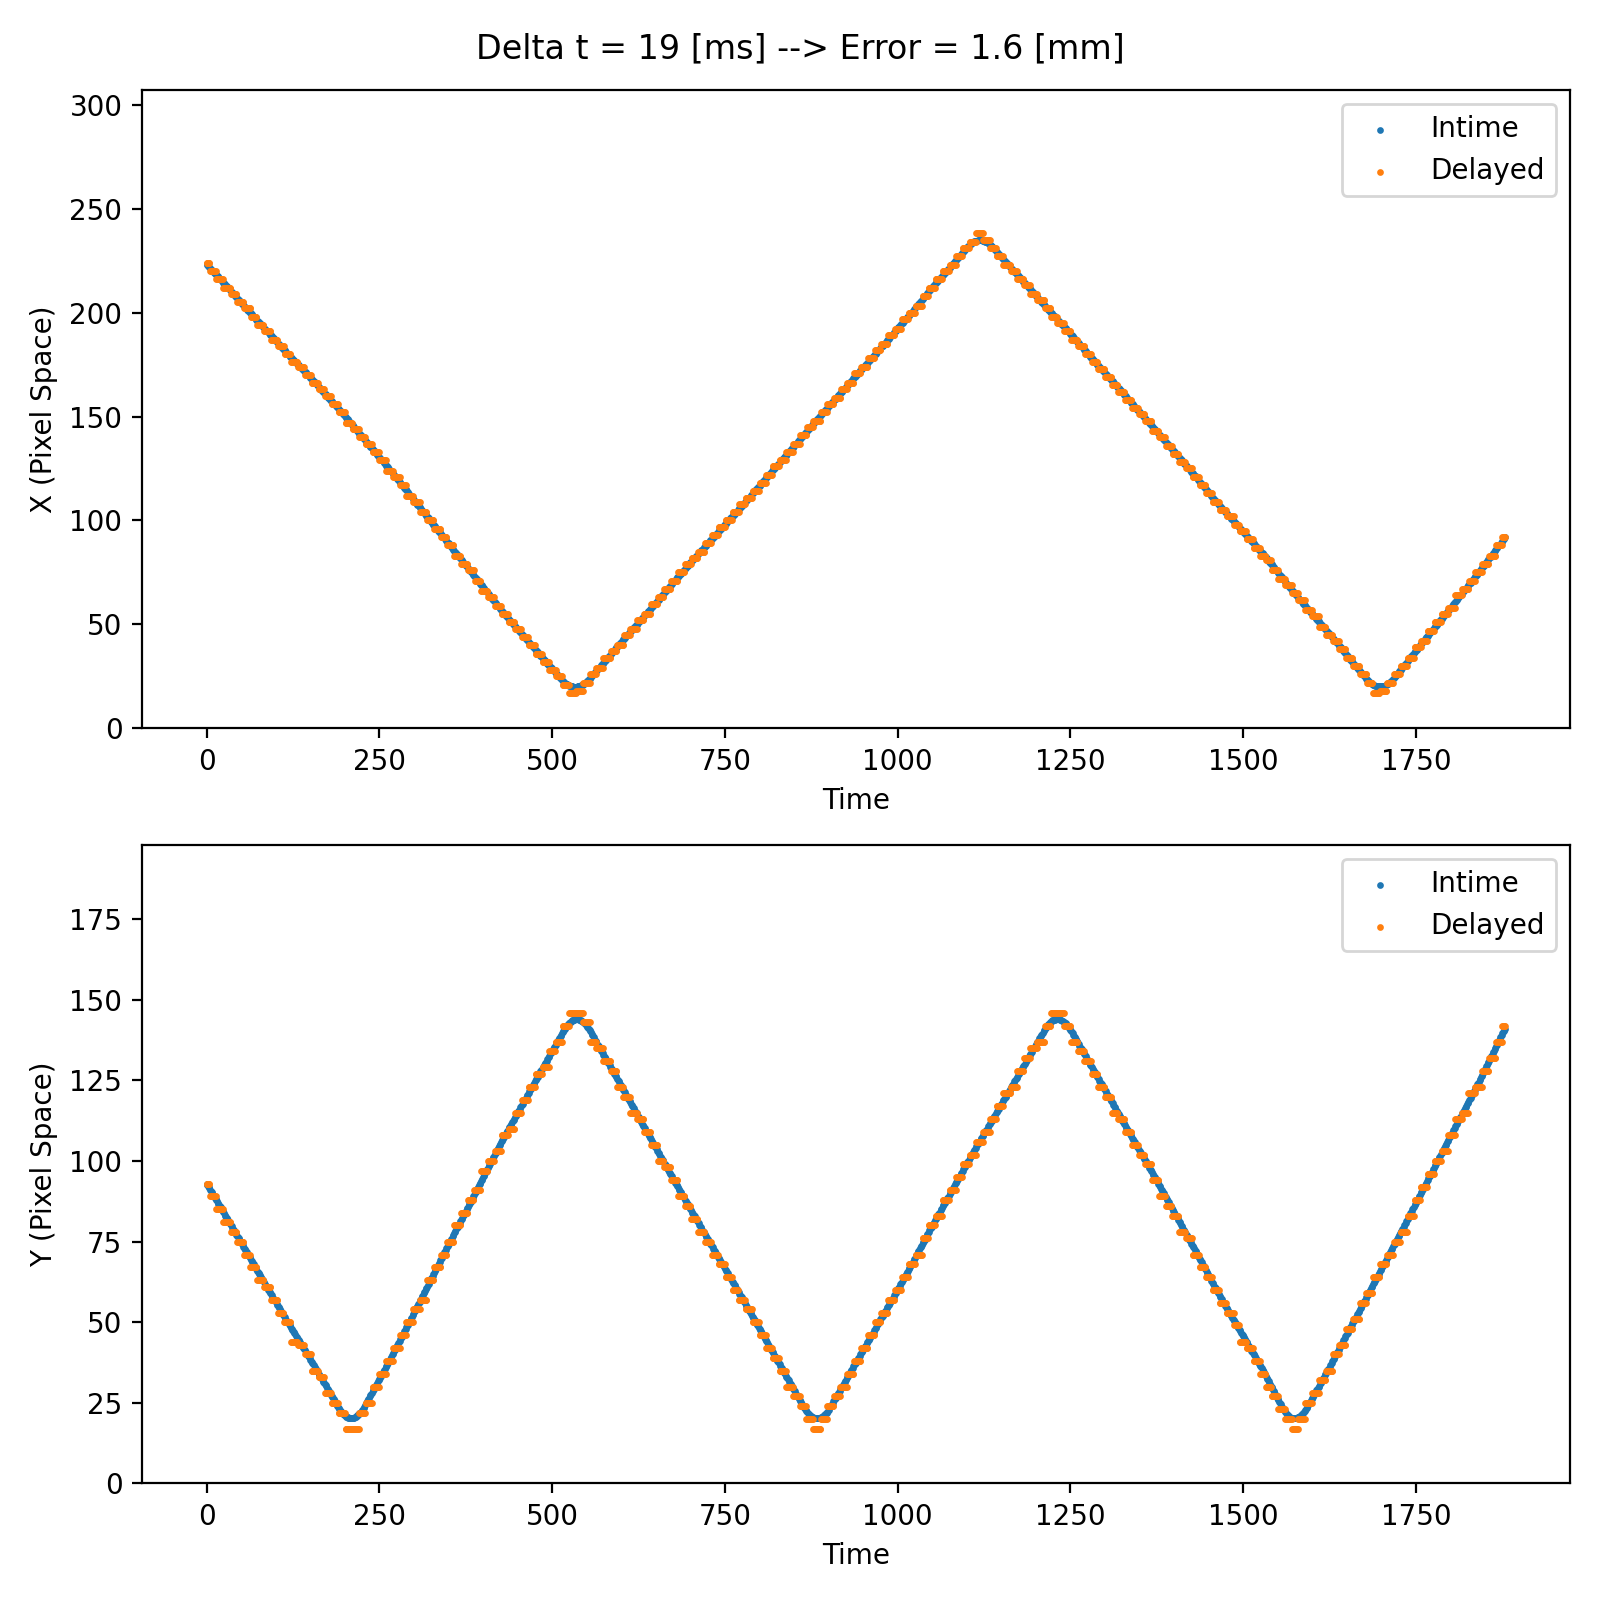 Delta t = 19 [ms] --> Error = 1.6 [mm]
300
250
200
150
100
50
0
X (Pixel Space)
Intime
Delayed
0 250 500 750 1000 1250 1500 1750
Time
175
150
125
100
75
50
25
0
Y (Pixel Space)
Intime
Delayed
0 250 500 750 1000 1250 1500 1750
Time